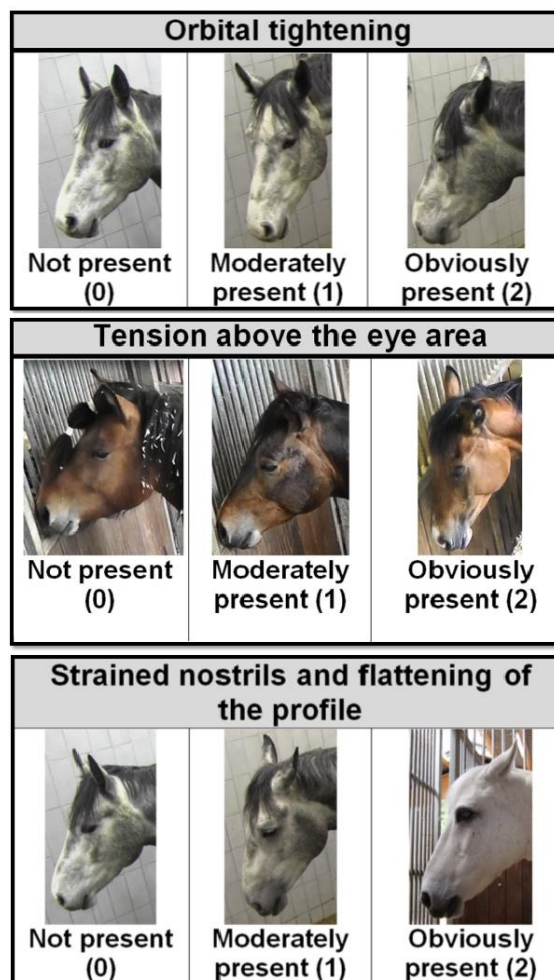 Orbital tightening
Not present
(0)
Moderately
present (1)
Obviously
present (2)
Tension above the eye area
Not present
(0)
Moderately
present (1)
Obviously
present (2)
Strained nostrils and flattening of
the profile
Not present
(0)
Moderately
present (1)
Obviously
present (2)